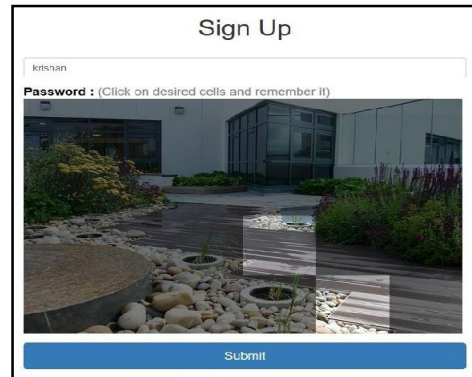 Sign Up
krishan
Password : (Click on desired cells and remember it)
Submit